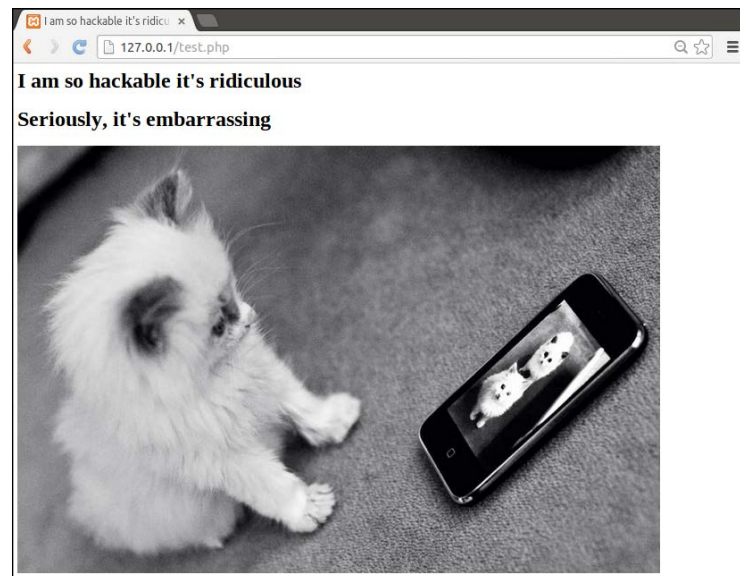 I am so hackable it's ridicu
127.0.0.1/test.php
I am so hackable it's ridiculous
Seriously, it's embarrassing